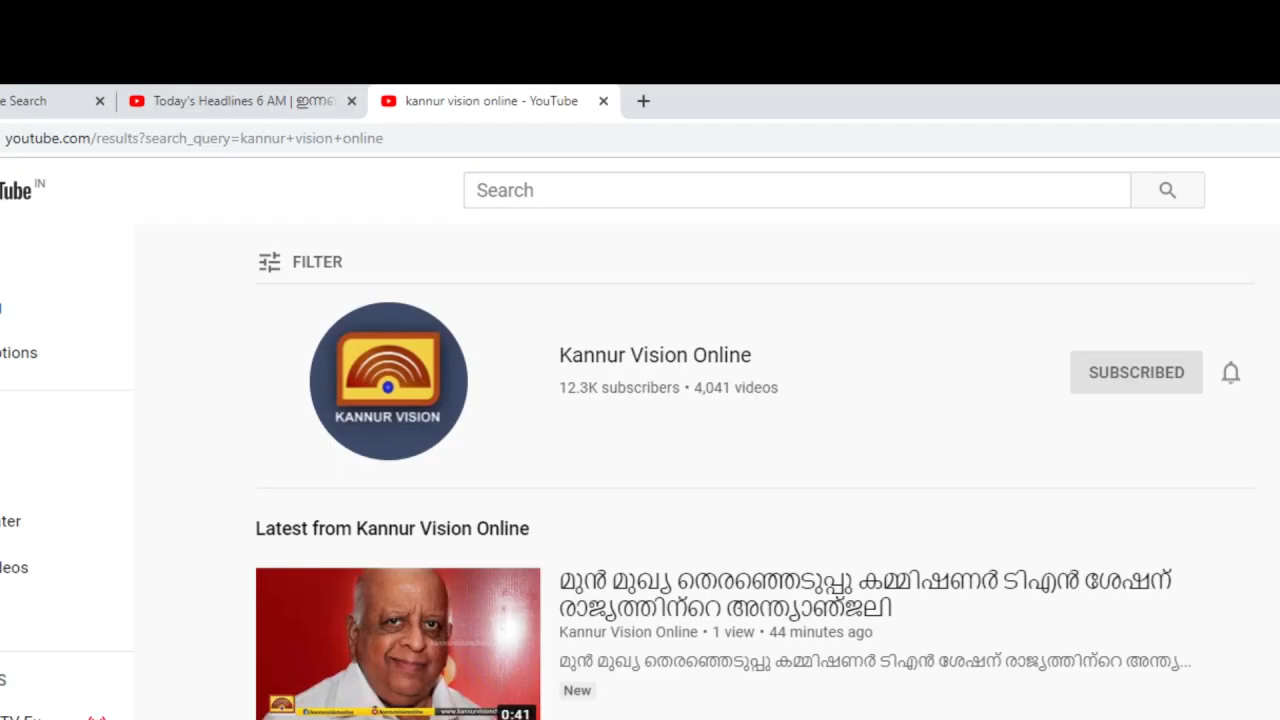 e Search
Today's Headlines 6 AM |
kannur vision online - YouTube
youtube.com/results?search_query=kannur+vision+online
Tube IN
Search
FILTER
KANNUR VISION
Kannur Vision Online
12.3K subscribers • 4,041 videos
SUBSCRIBED
otions
Latest from Kannur Vision Online
nter
leos
മുൻ മുഖ്യ തെരഞ്ഞെടുപ്പു കമ്മിഷണർ ടിഎൻ ശേഷന്
രാജ്യത്തിന്റെ അന്ത്യാഞ്ജലി
Kannur Vision Online • 1 view • 44 minutes ago
മുൻ മുഖ്യ തെരഞ്ഞെടുപ്പു കമ്മിഷണർ ടിഎൻ ശേഷന് രാജ്യത്തിന്റെ അന്ത്യ...
New
0:41
S